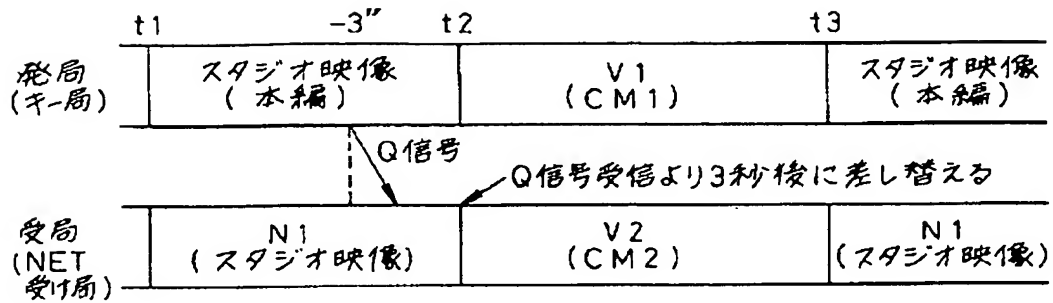 t1 -3″ t2 t3
発局
(キー局)
スタジオ映像
(本編)
V1
(CM1)
スタジオ映像
(本編)
Q信号
Q信号受信より3秒後に差し替える
受局
(NET
受け局)
N1
(スタジオ映像)
V2
(CM2)
N1
(スタジオ映像)